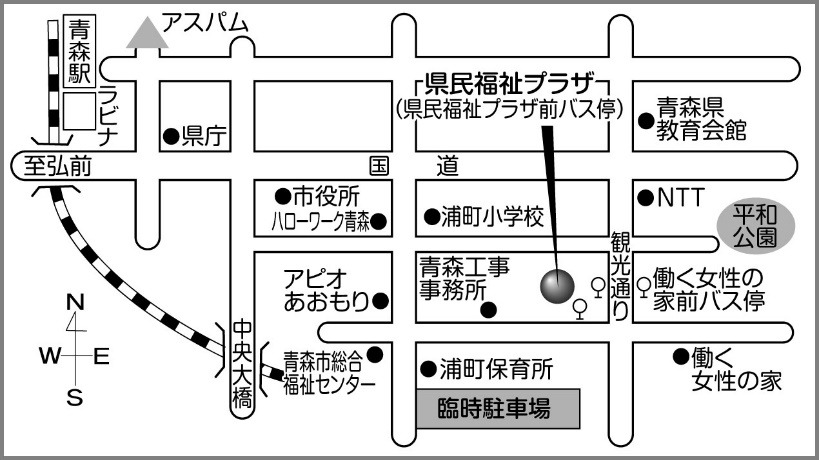 アスパム
青森駅
ラビナ
県民福祉プラザ
(県民福祉プラザ前バス停)
県庁
青森県
教育会館
至弘前
国道
市役所
ハローワーク青森
浦町小学校
NTT
平和
公園
観光通り
アピオ
あおもり
青森工事
事務所
働く女性の
家前バス停
N
W E
S
中央大橋
青森市総合
福祉センター
浦町保育所
働く
女性の家
臨時駐車場